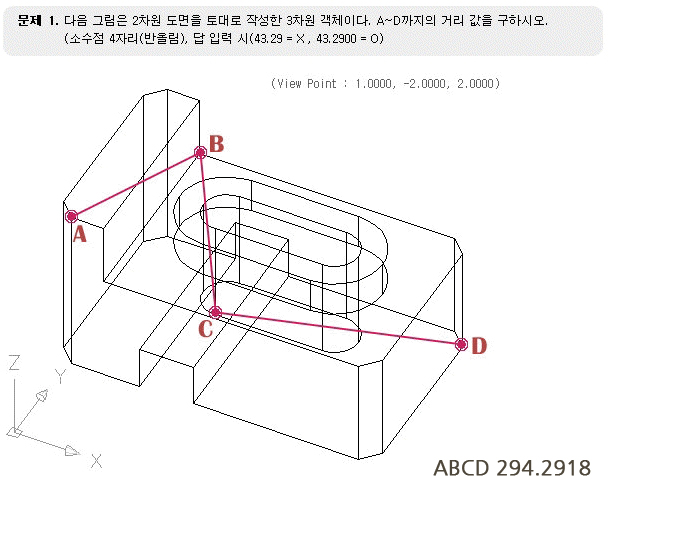 문제 1. 다음 그림은 2차원 도면을 토대로 작성한 3차원 객체이다. A~D까지의 거리 값을 구하시오.
(소수점 4자리(반올림), 답 입력 시(43.29 = X, 43.2900 = O)
(View Point : 1.0000, -2.0000, 2.0000)
B
A
C
D
Z
Y
X
ABCD 294.2918